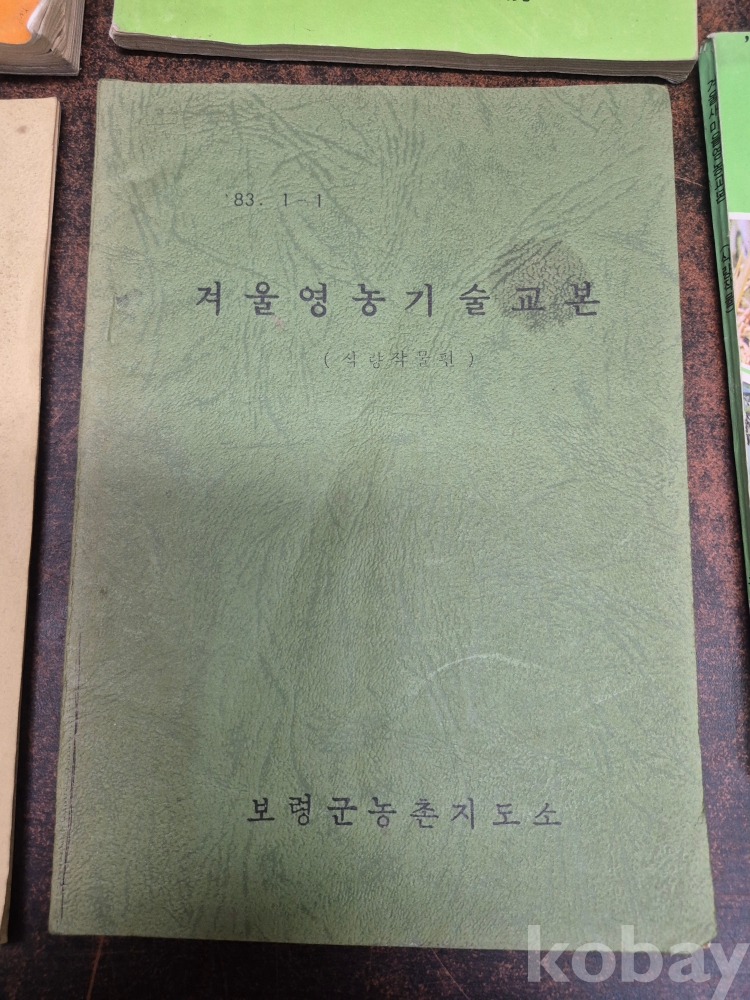 '83. 1-1
겨울영농기술교본
(식량작물편)
보령군농촌지도소
kobay